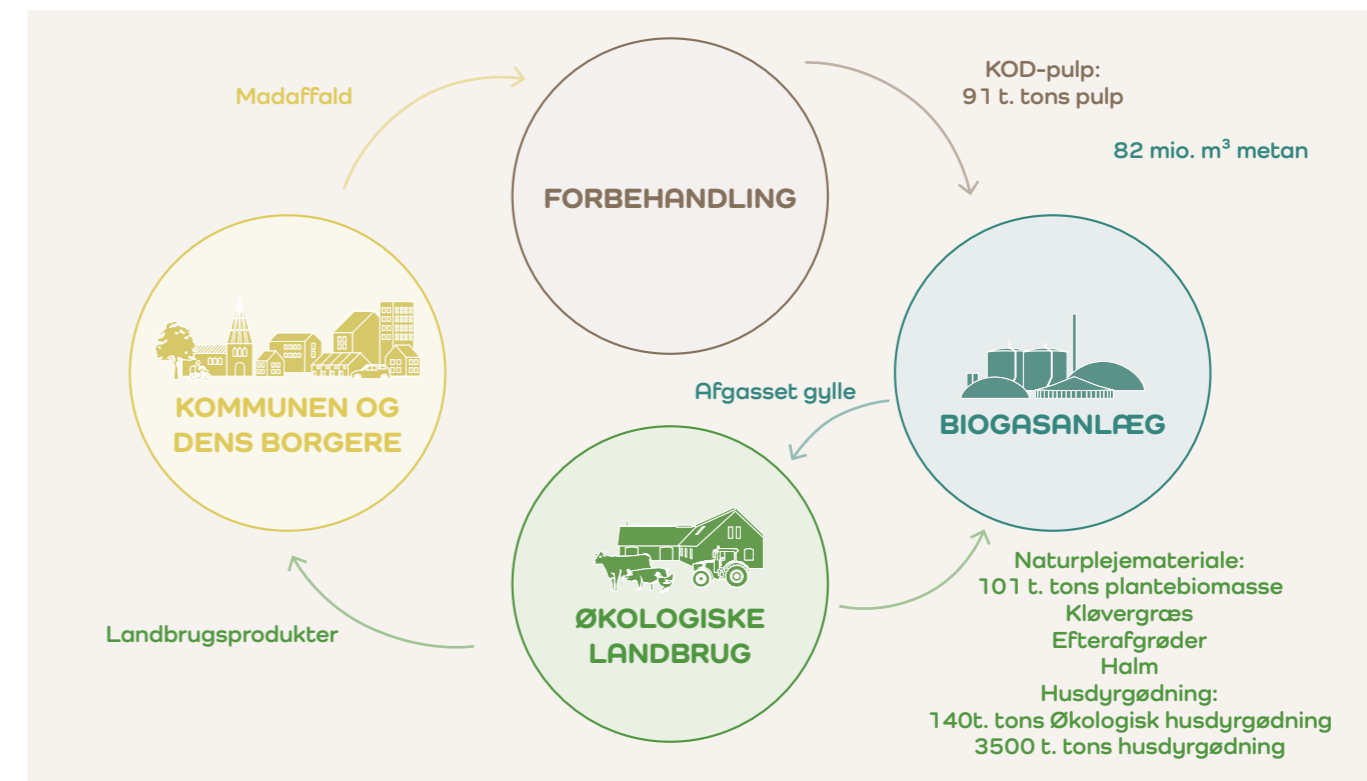 Madaffald
KOD-pulp:
91 t. tons pulp
82 mio. m³ metan
FORBEHANDLING
KOMMUNEN OG
DENS BORGERE
Afgasset gylle
BIOGASANLÆG
ØKOLOGISKE
LANDBRUG
Landbrugsprodukter
Naturplejemateriale:
101 t. tons plantebiomasse
Kløvergræs
Efterafgrøder
Halm
Husdyrgødning:
140t. tons Økologisk husdyrgødning
3500 t. tons husdyrgødning